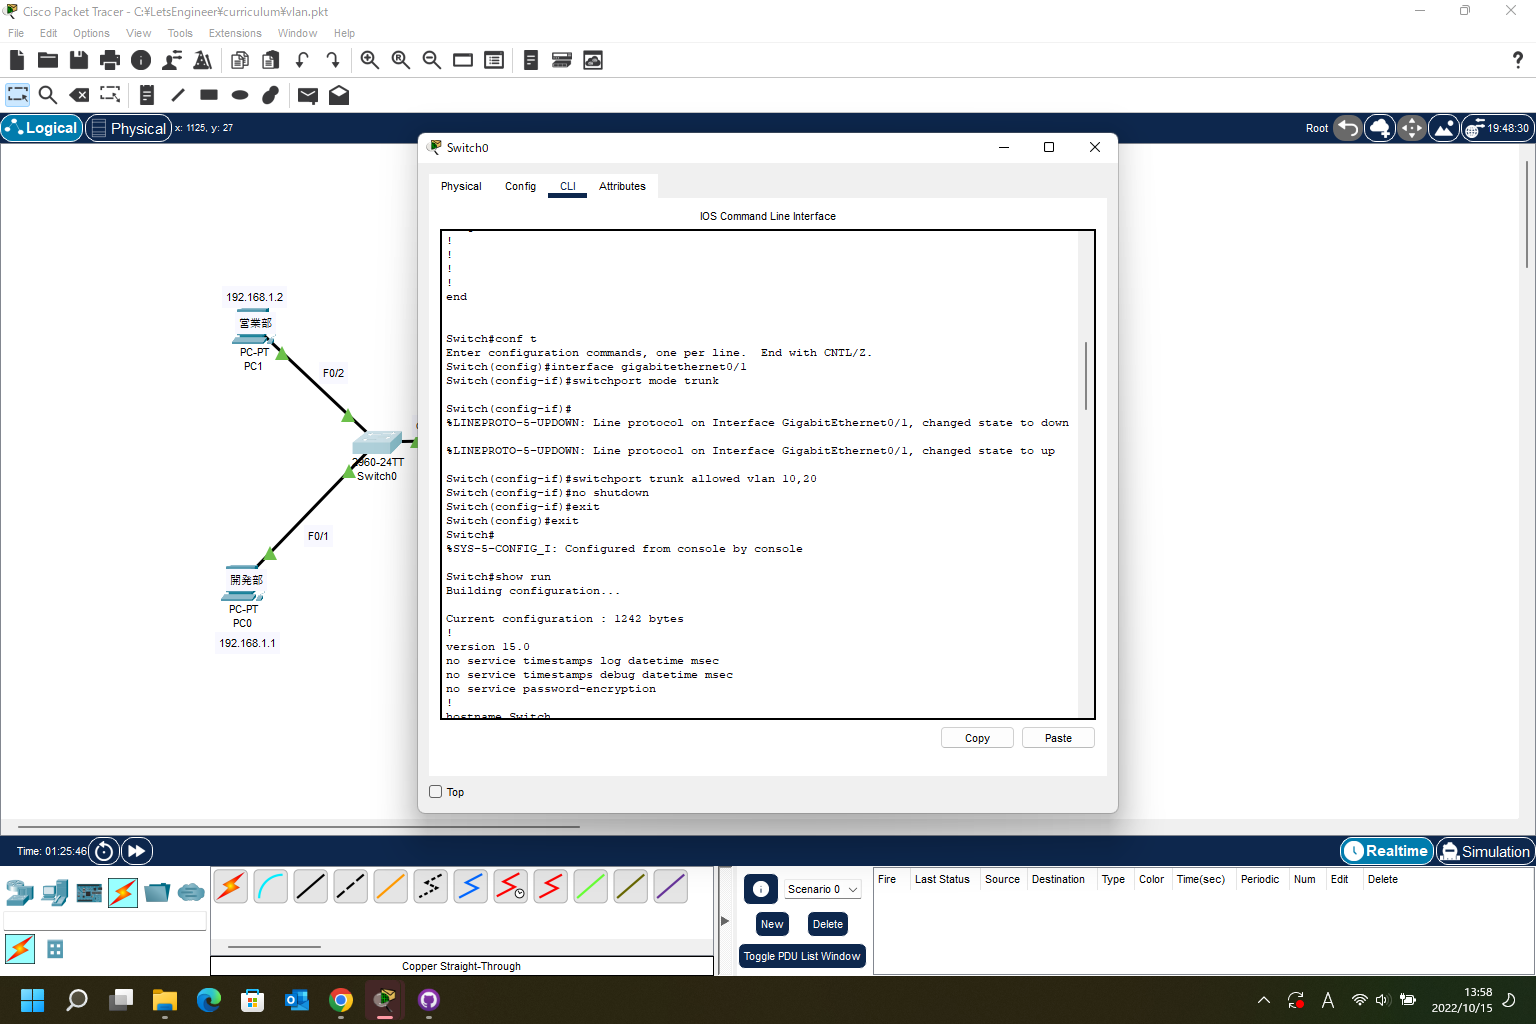 Cisco Packet Tracer - C:¥LetsEngineer¥curriculum¥vlan.pkt
File Edit Options View Tools Extensions Window Help
Logical Physical x: 1125, y: 27 Root 19:48:30
192.168.1.2
営業部
PC-PT
PC1
F0/2
2960-24TT
Switch0
F0/1
開発部
PC-PT
PC0
192.168.1.1
Switch0
Physical Config CLI Attributes
IOS Command Line Interface
!
!
!
!
end
Switch#conf t
Enter configuration commands, one per line.  End with CNTL/Z.
Switch(config)#interface gigabitethernet0/1
Switch(config-if)#switchport mode trunk
Switch(config-if)#
%LINEPROTO-5-UPDOWN: Line protocol on Interface GigabitEthernet0/1, changed state to down
%LINEPROTO-5-UPDOWN: Line protocol on Interface GigabitEthernet0/1, changed state to up
Switch(config-if)#switchport trunk allowed vlan 10,20
Switch(config-if)#no shutdown
Switch(config-if)#exit
Switch(config)#exit
Switch#
%SYS-5-CONFIG_I: Configured from console by console
Switch#show run
Building configuration...
Current configuration : 1242 bytes
!
version 15.0
no service timestamps log datetime msec
no service timestamps debug datetime msec
no service password-encryption
!
hostname Switch
Copy Paste
Top
Time: 01:25:46 Realtime Simulation
Scenario 0
New Delete
Toggle PDU List Window
Fire Last Status Source Destination Type Color Time(sec) Periodic Num Edit Delete
Copper Straight-Through
A 13:58
2022/10/15